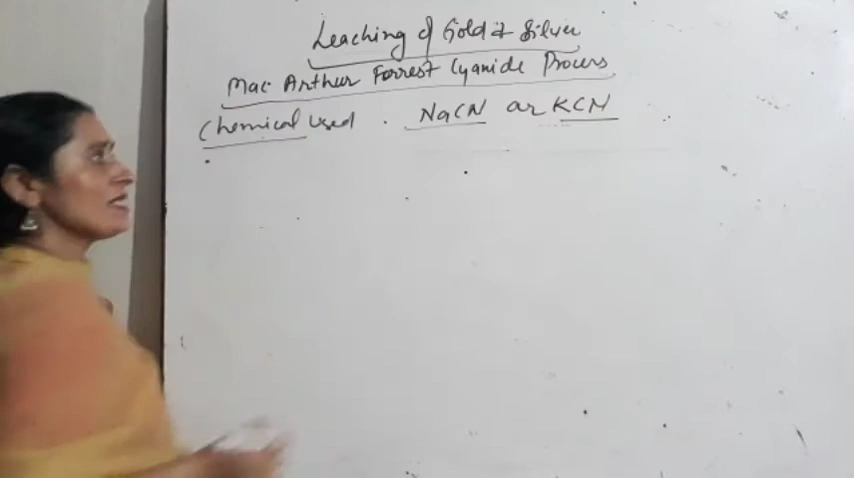 Leaching of Gold & Silver
Mac Arthur Forrest Cyanide Process
Chemical used . NaCN or KCN